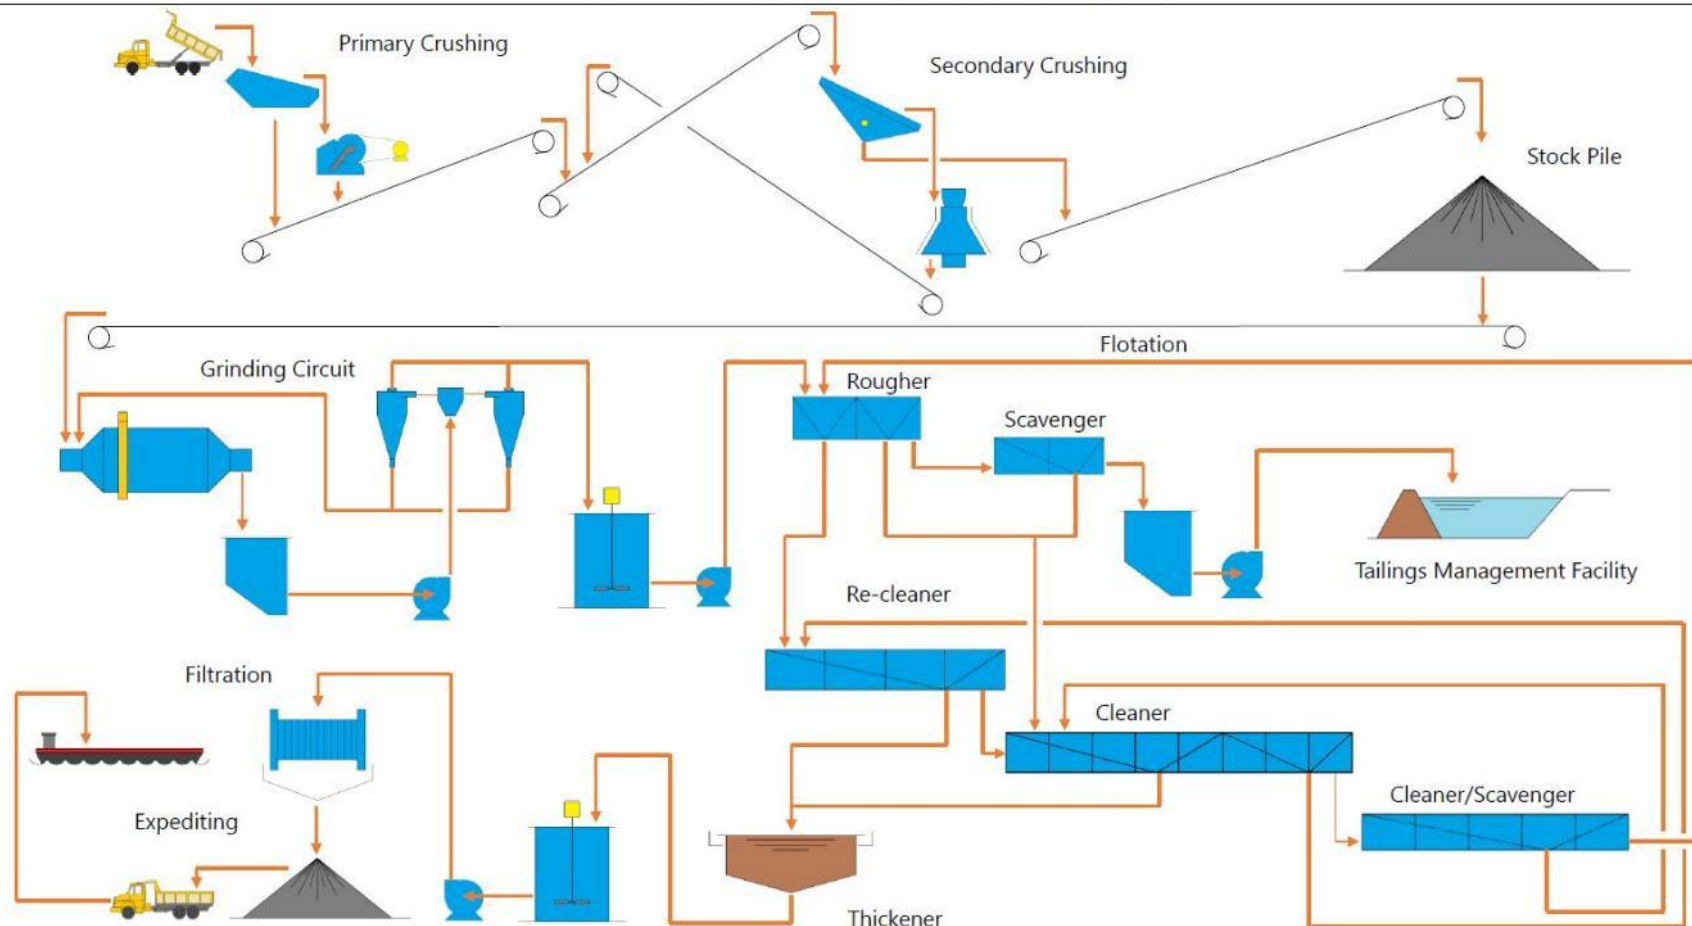 Primary Crushing
Secondary Crushing
Stock Pile
Flotation
Grinding Circuit
Rougher
Scavenger
Tailings Management Facility
Re-cleaner
Filtration
Cleaner
Cleaner/Scavenger
Expediting
Thickener